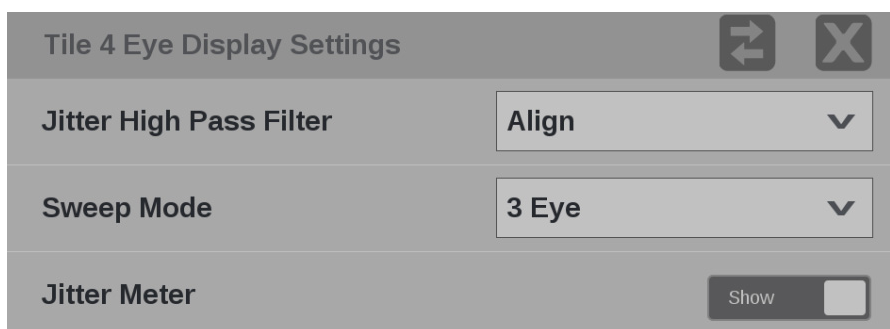 Tile 4 Eye Display Settings
Jitter High Pass Filter Align
Sweep Mode 3 Eye
Jitter Meter Show